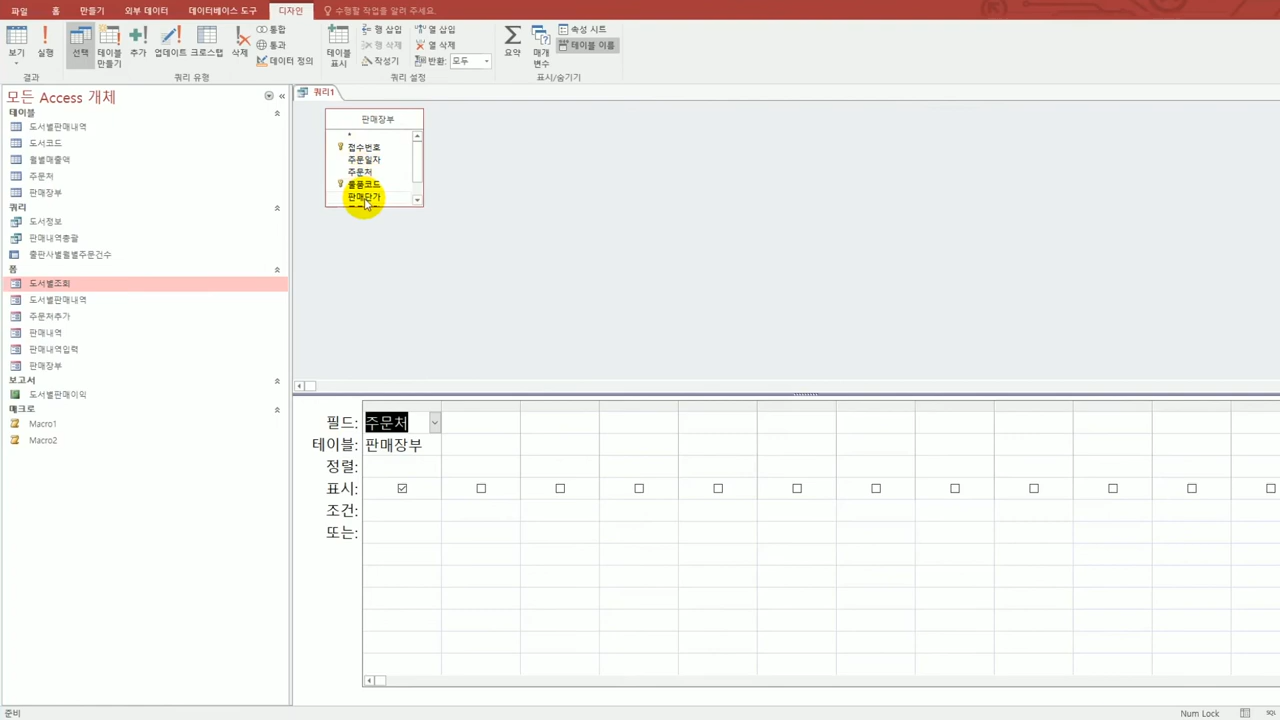 파일 홈 만들기 외부 데이터 데이터베이스 도구 디자인 수행할 작업을 알려 주세요.
보기 실행 선택 테이블 만들기 추가 업데이트 크로스탭 삭제 통합 통과 데이터 정의 테이블 표시 행 삽입 행 삭제 작성기 열 삽입 열 삭제 반환: 모두 요약 매개 변수 속성 시트 테이블 이름
결과 쿼리 유형 쿼리 설정 표시/숨기기
모든 Access 개체
테이블
도서별판매내역
도서코드
월별매출액
주문처
판매장부
쿼리
도서정보
판매내역총괄
출판사별월별주문건수
폼
도서별조회
도서별판매내역
주문처추가
판매내역
판매내역입력
판매장부
보고서
도서별판매이익
매크로
Macro1
Macro2
쿼리1
판매장부
*
접수번호
주문일자
주문처
물품코드
판매단가
필드: 주문처
테이블: 판매장부
정렬:
표시:
조건:
또는:
준비 Num Lock SQL